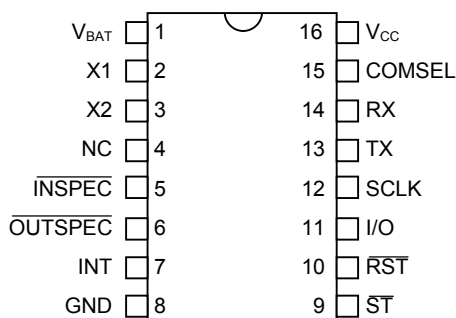 VBAT 1 16 VCC
X1 2 15 COMSEL
X2 3 14 RX
NC 4 13 TX
INSPEC 5 12 SCLK
OUTSPEC 6 11 I/O
INT 7 10 RST
GND 8 9 ST